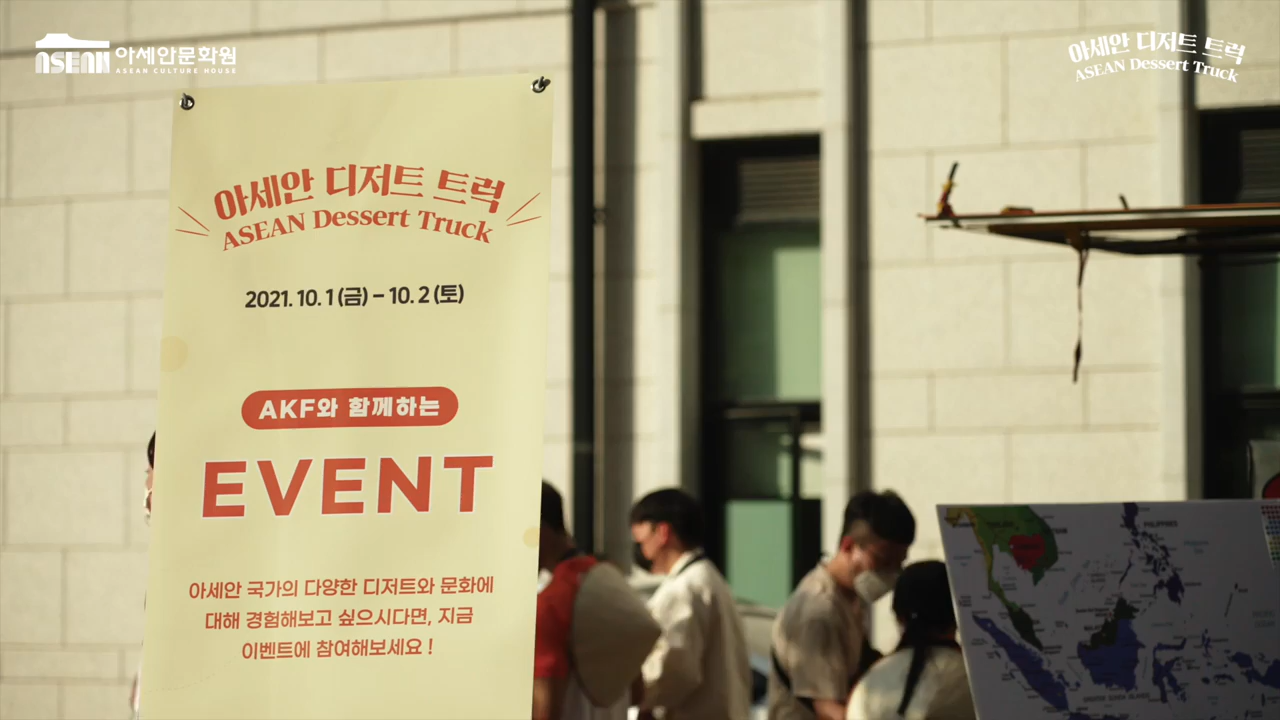 ASEAN 아세안문화원
ASEAN CULTURE HOUSE
아세안 디저트 트럭
ASEAN Dessert Truck
아세안 디저트 트럭
ASEAN Dessert Truck
2021. 10. 1 (금) – 10. 2 (토)
AKF와 함께하는
EVENT
아세안 국가의 다양한 디저트와 문화에
대해 경험해보고 싶으시다면, 지금
이벤트에 참여해보세요 !
PHILIPPINES